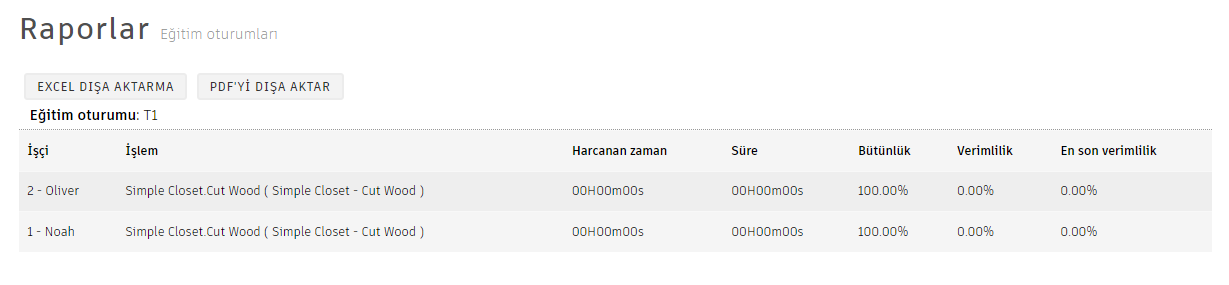 Raporlar Eğitim oturumları
EXCEL DIŞA AKTARMA PDF'Yİ DIŞA AKTAR
Eğitim oturumu: T1
İşçi İşlem Harcanan zaman Süre Bütünlük Verimlilik En son verimlilik
2 - Oliver Simple Closet.Cut Wood ( Simple Closet - Cut Wood ) 00H00m00s 00H00m00s 100.00% 0.00% 0.00%
1 - Noah Simple Closet.Cut Wood ( Simple Closet - Cut Wood ) 00H00m00s 00H00m00s 100.00% 0.00% 0.00%